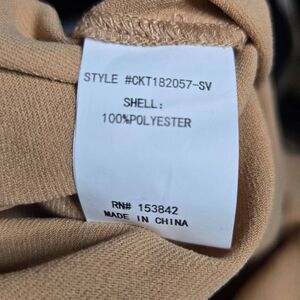 STYLE #CKT182057-SV
SHELL:
100%POLYESTER
RN# 153842
MADE IN CHINA